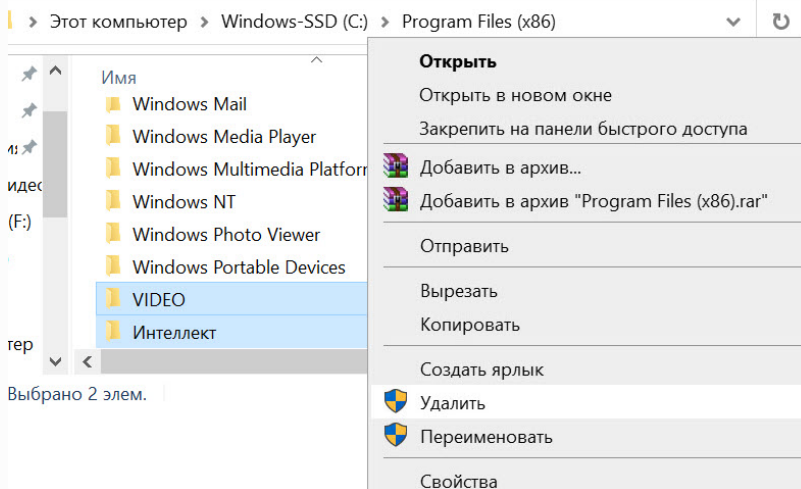 Этот компьютер > Windows-SSD (C:) > Program Files (x86)
Имя
Windows Mail
Windows Media Player
Windows Multimedia Platfor
Windows NT
Windows Photo Viewer
Windows Portable Devices
VIDEO
Интеллект
(F:)
тер
Выбрано 2 элем.
Открыть
Открыть в новом окне
Закрепить на панели быстрого доступа
Добавить в архив...
Добавить в архив "Program Files (x86).rar"
Отправить
Вырезать
Копировать
Создать ярлык
Удалить
Переименовать
Свойства